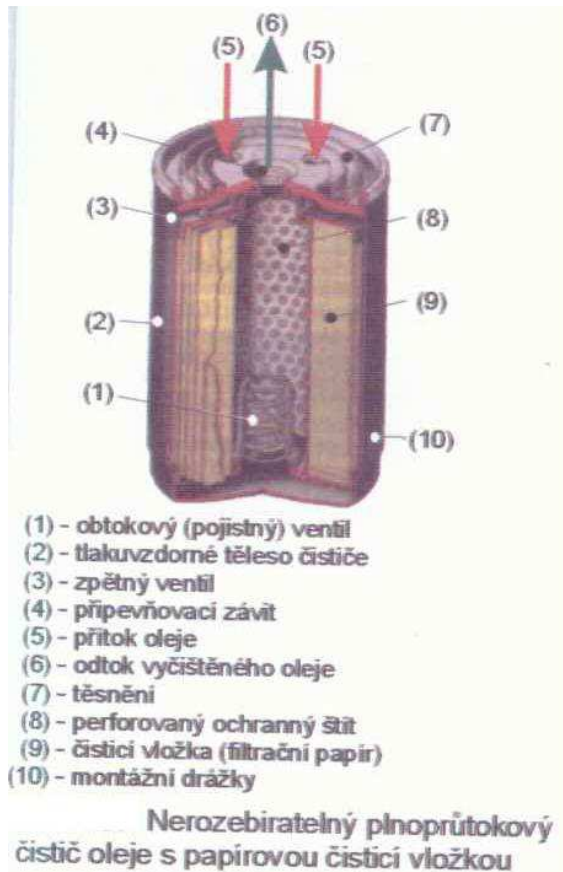 (6)
(5) (5)
(4) (7)
(3) (8)
(2) (9)
(1) (10)
(1) - obtokový (pojistný) ventil
(2) - tlakuvzdorné těleso čističe
(3) - zpětný ventil
(4) - připevňovací závit
(5) - přítok oleje
(6) - odtok vyčištěného oleje
(7) - těsnění
(8) - perforovaný ochranný štít
(9) - čisticí vložka (filtrační papír)
(10) - montážní drážky
Nerozebiratelný plnoprůtokový
čistič oleje s papírovou čisticí vložkou